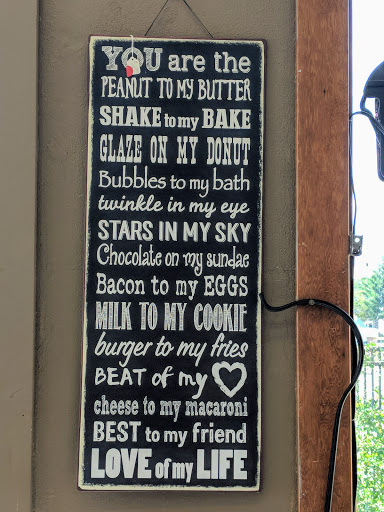 YOU are the
PEANUT TO MY BUTTER
SHAKE to my BAKE
GLAZE ON MY DONUT
Bubbles to my bath
twinkle in my eye
STARS IN MY SKY
Chocolate on my sundae
Bacon to my EGGS
MILK TO MY COOKIE
burger to my fries
BEAT of my
cheese to my macaroni
BEST to my friend
LOVE of my LIFE